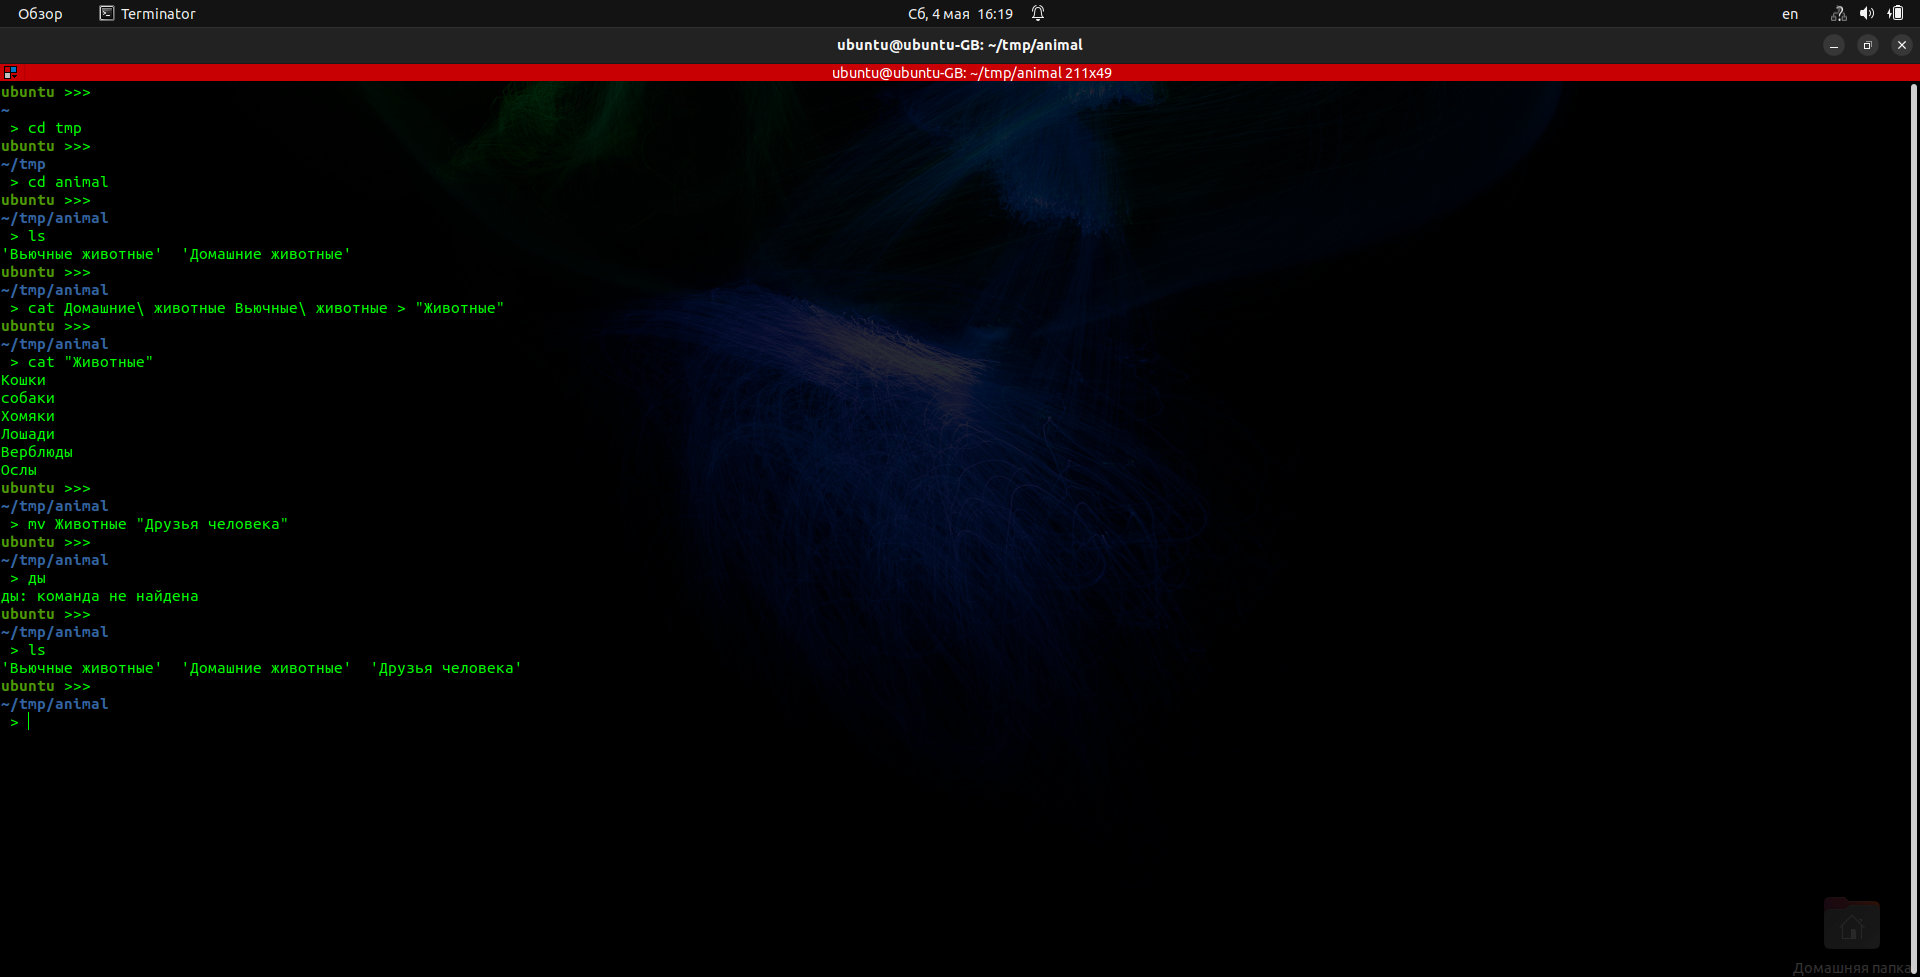 Обзор Terminator Сб, 4 мая 16:19 en
ubuntu@ubuntu-GB: ~/tmp/animal
ubuntu@ubuntu-GB: ~/tmp/animal 211x49
ubuntu >>>
~
> cd tmp
ubuntu >>>
~/tmp
> cd animal
ubuntu >>>
~/tmp/animal
> ls
'Вьючные животные' 'Домашние животные'
ubuntu >>>
~/tmp/animal
> cat Домашние\ животные Вьючные\ животные > "Животные"
ubuntu >>>
~/tmp/animal
> cat "Животные"
Кошки
собаки
Хомяки
Лошади
Верблюды
Ослы
ubuntu >>>
~/tmp/animal
> mv Животные "Друзья человека"
ubuntu >>>
~/tmp/animal
> ды
ды: команда не найдена
ubuntu >>>
~/tmp/animal
> ls
'Вьючные животные' 'Домашние животные' 'Друзья человека'
ubuntu >>>
~/tmp/animal
>
Домашняя папка